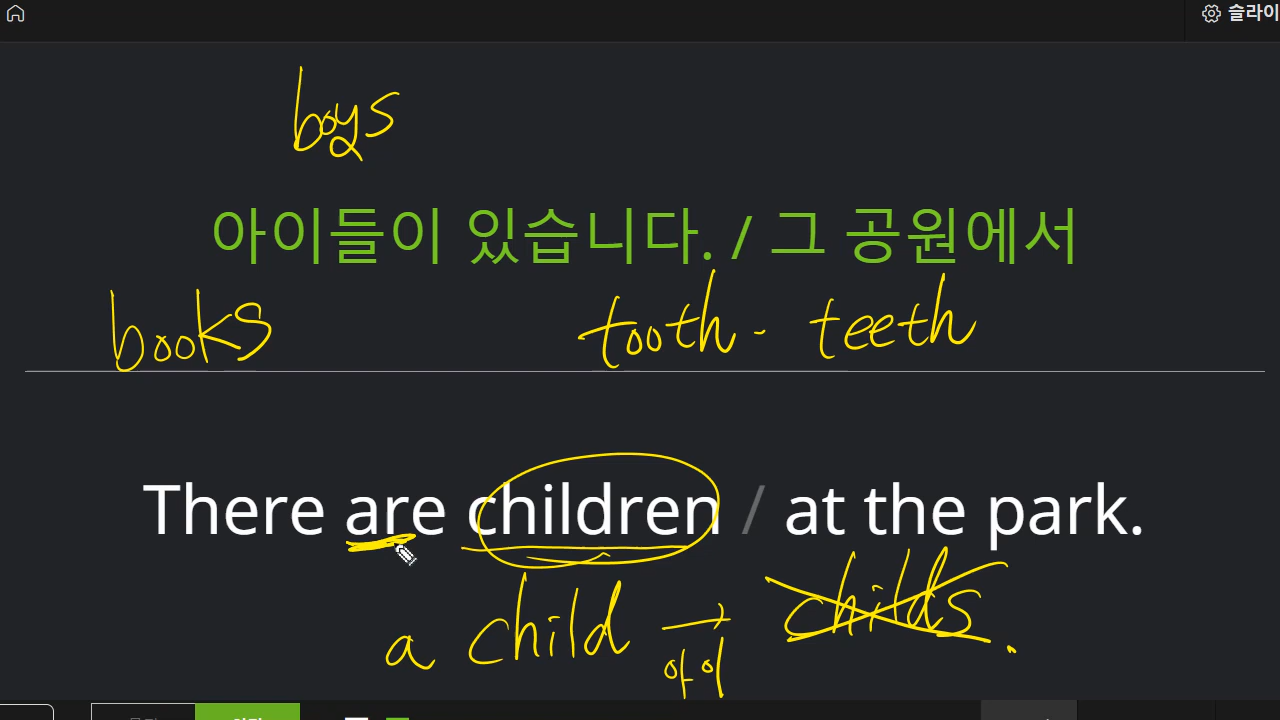 슬라이
boys
아이들이 있습니다. / 그 공원에서
books tooth - teeth
There are children / at the park.
a child → childs.
아이